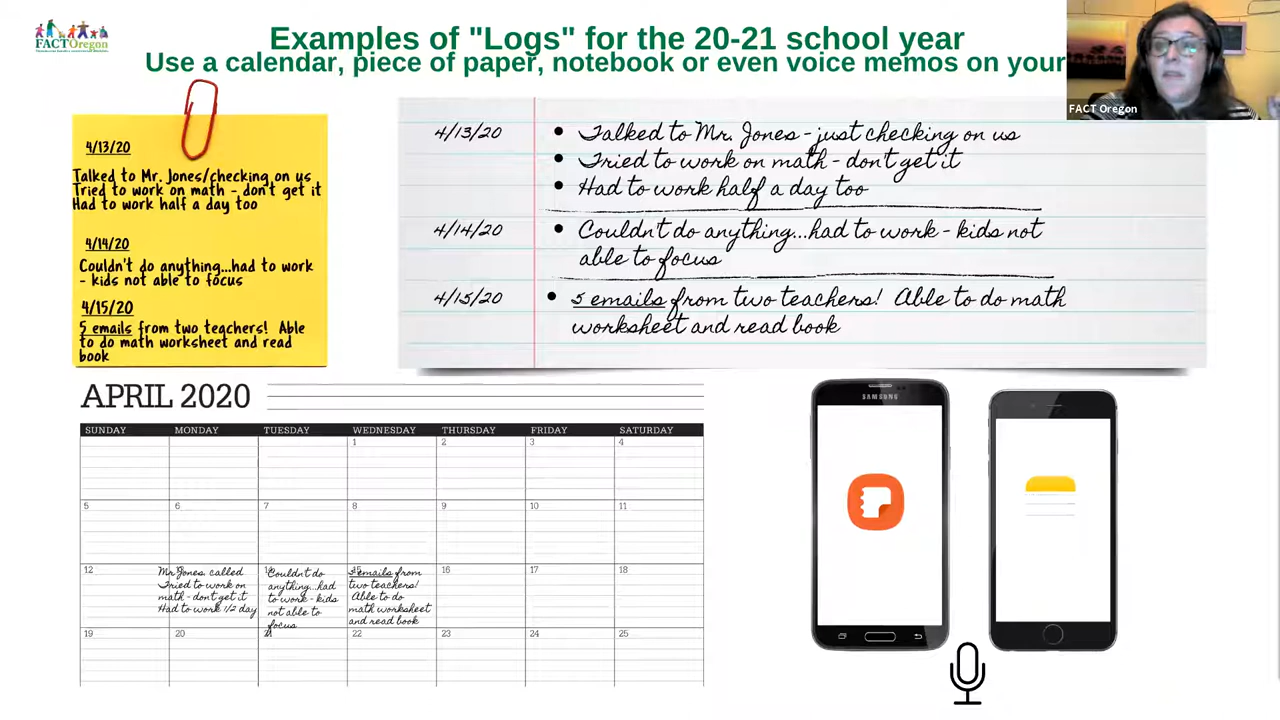 FACTOregon
Examples of "Logs" for the 20-21 school year
Use a calendar, piece of paper, notebook or even voice memos on your
FACT Oregon
4/13/20
Talked to Mr. Jones/checking on us
Tried to work on math - don't get it
Had to work half a day too
4/14/20
Couldn't do anything...had to work
- kids not able to focus
4/15/20
5 emails from two teachers! Able
to do math worksheet and read
book
4/13/20
• Talked to Mr. Jones - just checking on us
• Tried to work on math - don't get it
• Had to work half a day too
4/14/20
• Couldn't do anything...had to work - kids not
able to focus
4/15/20
• 5 emails from two teachers! Able to do math
worksheet and read book
APRIL 2020
SUNDAY MONDAY TUESDAY WEDNESDAY THURSDAY FRIDAY SATURDAY
1 2 3 4
5 6 7 8 9 10 11
12
Mr Jones called
Tried to work on
math - don't get it
Had to work 1/2 day
Couldn't do
anything...had
to work - kids
not able to
focus
5 emails from
two teachers!
Able to do
math worksheet
and read book
16 17 18
19 20 21 22 23 24 25
SAMSUNG